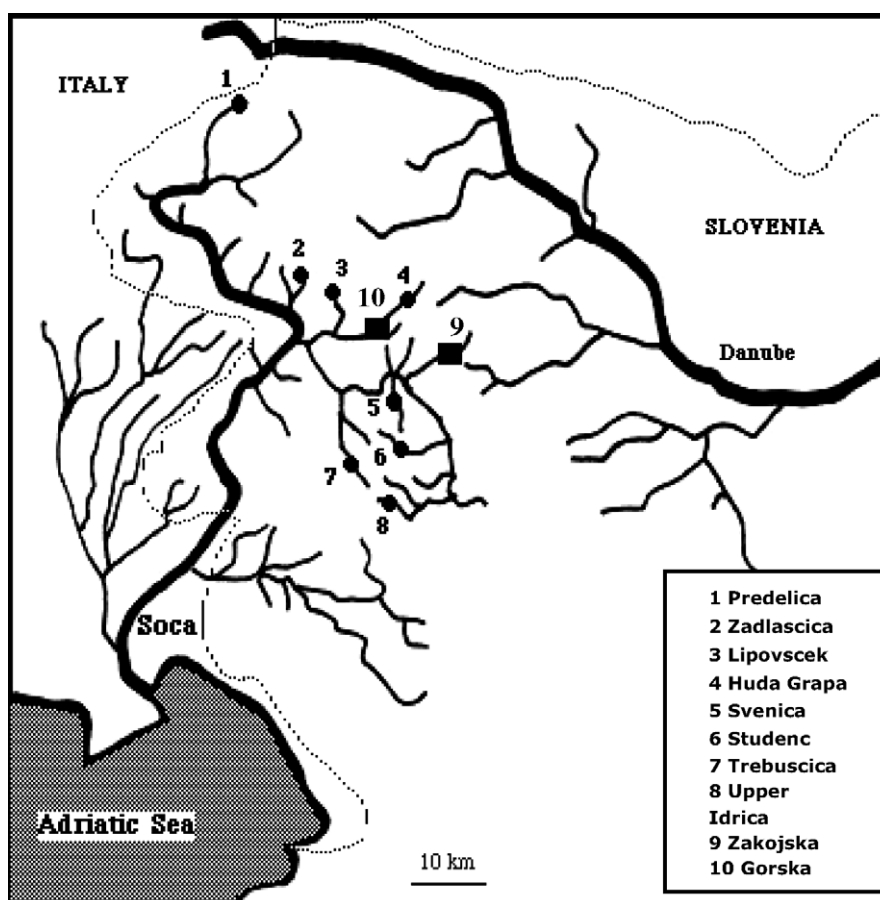 ITALY
1
SLOVENIA
2
3
4
10
9
Danube
5
6
7
8
Soca
Adriatic Sea
10 km
1 Predelica
2 Zadlascica
3 Lipovscek
4 Huda Grapa
5 Svenica
6 Studenc
7 Trebuscica
8 Upper
Idrica
9 Zakojska
10 Gorska